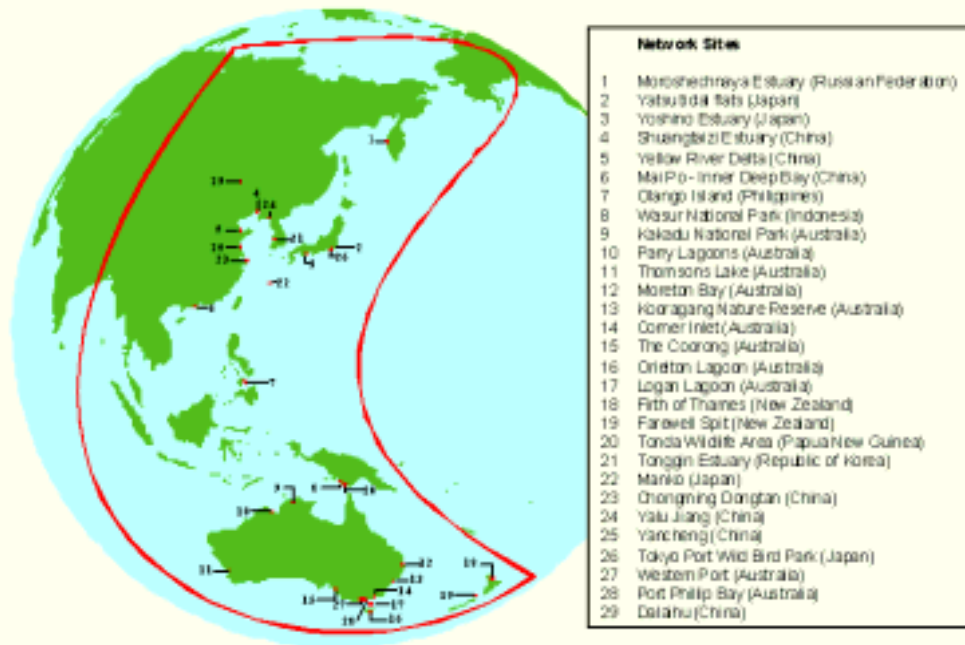 Network Sites
1 Moroshechnaya Estuary (Russian Federation)
2 Yatsu tidal flats (Japan)
3 Yoshino Estuary (Japan)
4 Shuangtaizi Estuary (China)
5 Yellow River Delta (China)
6 Mai Po - Inner Deep Bay (China)
7 Olango Island (Philippines)
8 Wasur National Park (Indonesia)
9 Kakadu National Park (Australia)
10 Parry Lagoons (Australia)
11 Thomsons Lake (Australia)
12 Moreton Bay (Australia)
13 Kooragang Nature Reserve (Australia)
14 Corner Inlet (Australia)
15 The Coorong (Australia)
16 Orielton Lagoon (Australia)
17 Logan Lagoon (Australia)
18 Firth of Thames (New Zealand)
19 Farewell Spit (New Zealand)
20 Tonda Wildlife Area (Papua New Guinea)
21 Estuary (Republic of Korea)
22 Manko (Japan)
23 Dongtan (China)
24 Yalu Jiang (China)
25 Yancheng (China)
26 Tokyo Port Wild Bird Park (Japan)
27 Western Port (Australia)
28 Port Phillip Bay (Australia)
29 (China)
1
2
22
7
12